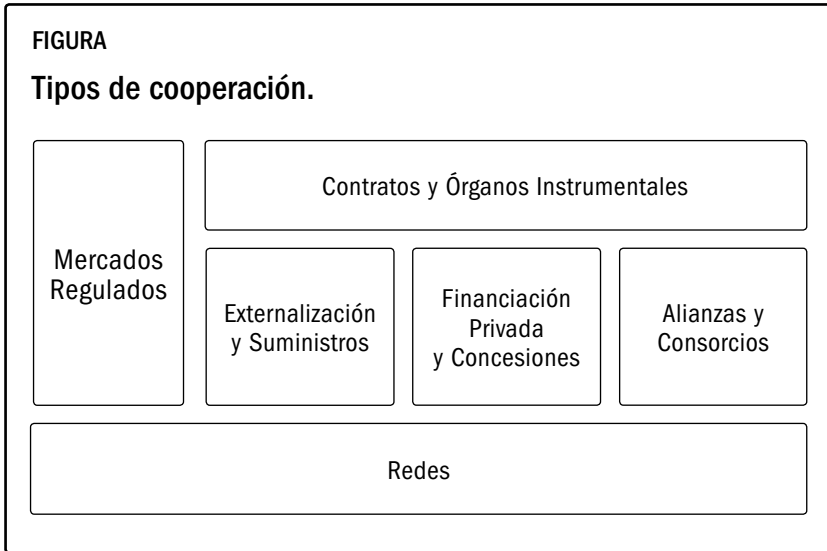 FIGURA
Tipos de cooperación.
Contratos y Órganos Instrumentales
Mercados
Regulados
Externalización
y Suministros
Financiación
Privada
y Concesiones
Alianzas y
Consorcios
Redes